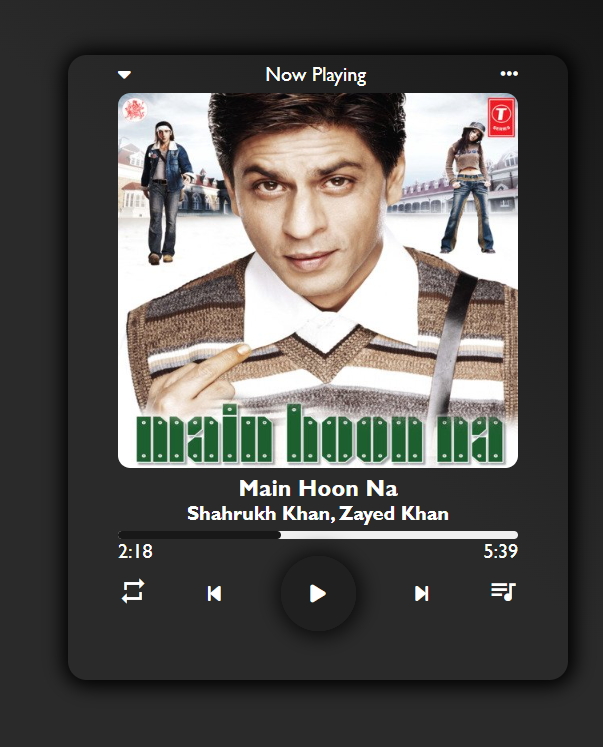 Now Playing
T
SERIES
main hoon na
Main Hoon Na
Shahrukh Khan, Zayed Khan
2:18
5:39